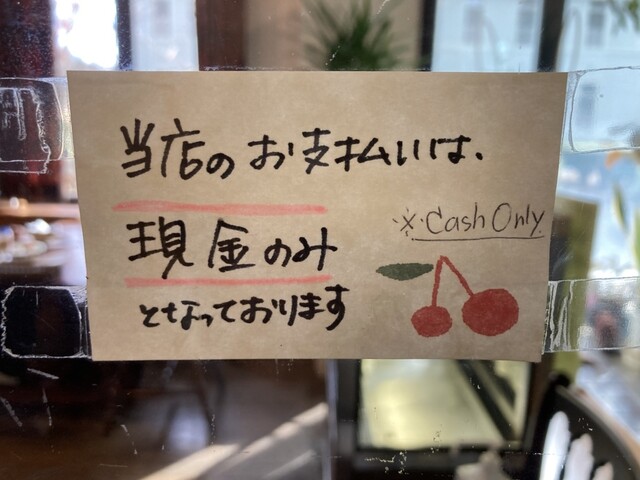 当店のお支払いは、
現金のみ
※Cash Only
となっております